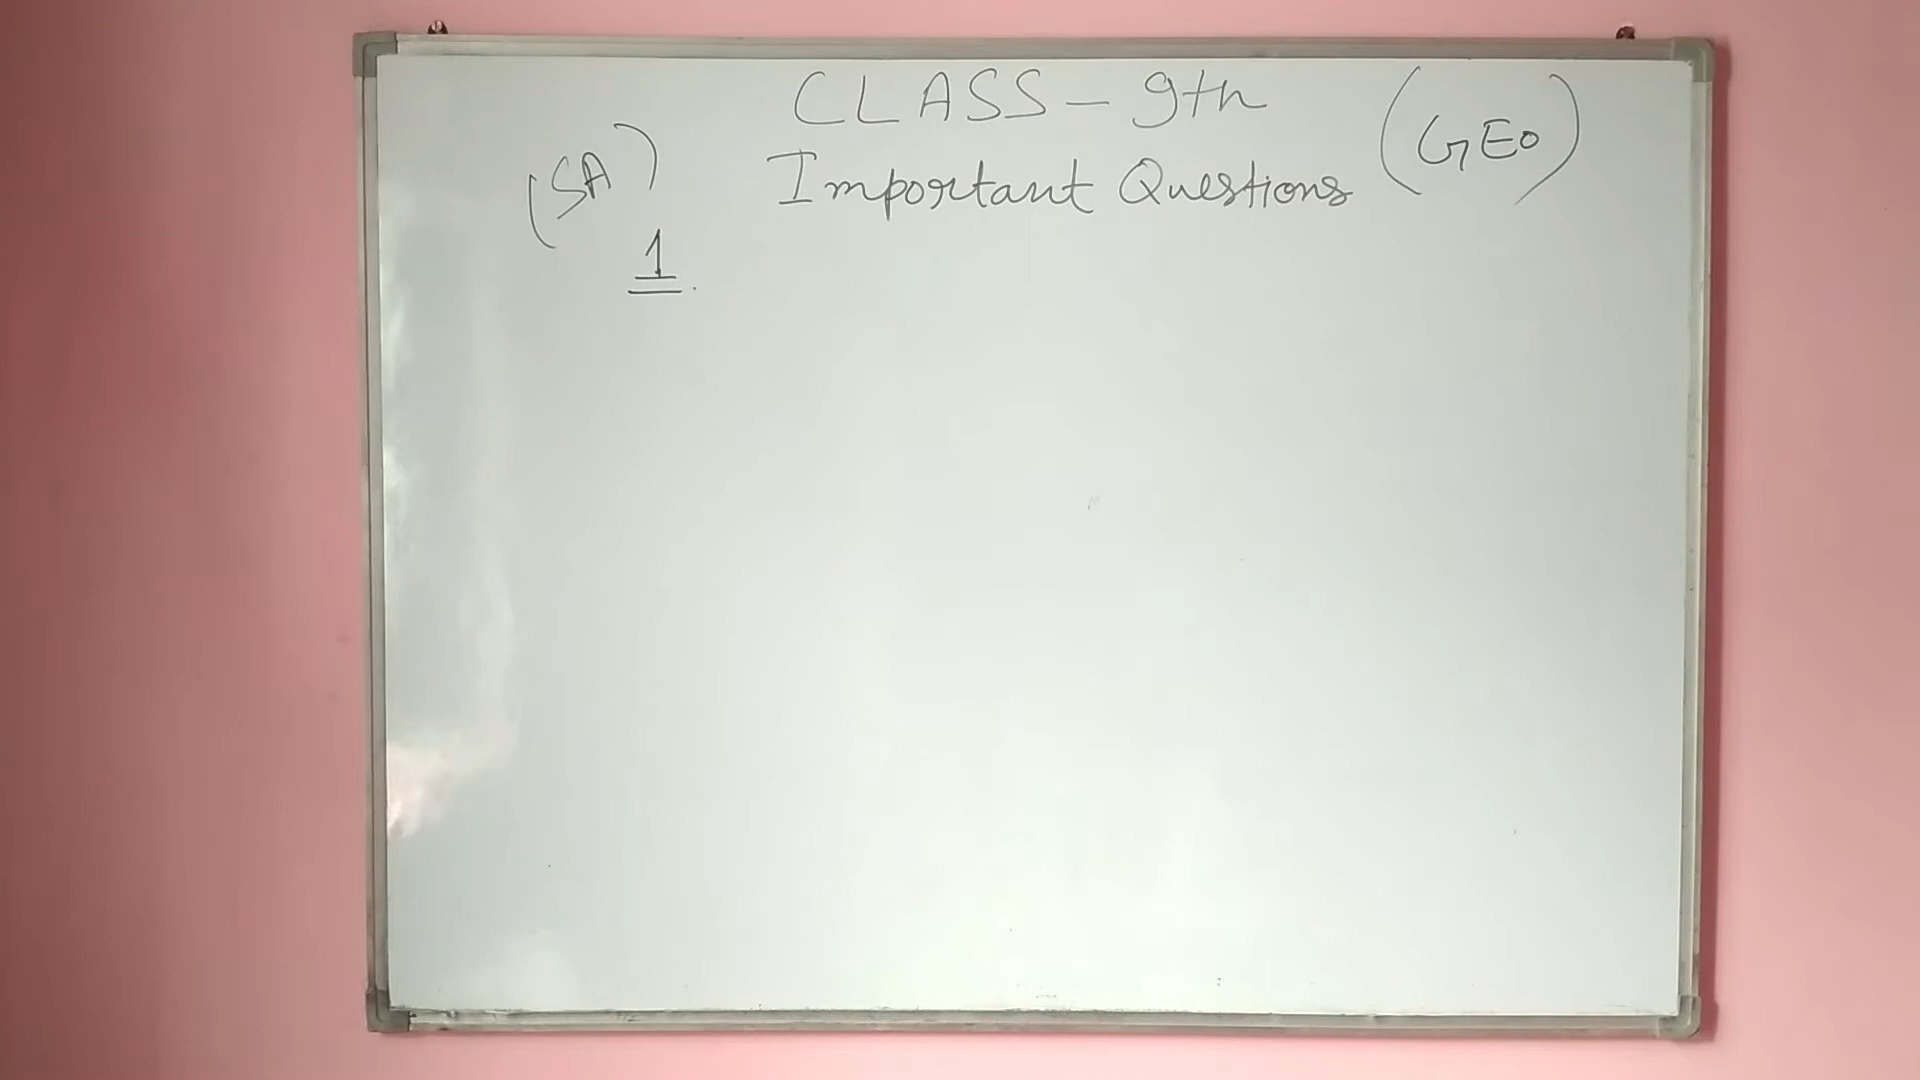 CLASS - 9th
(SA) Important Questions (GEO)
1.